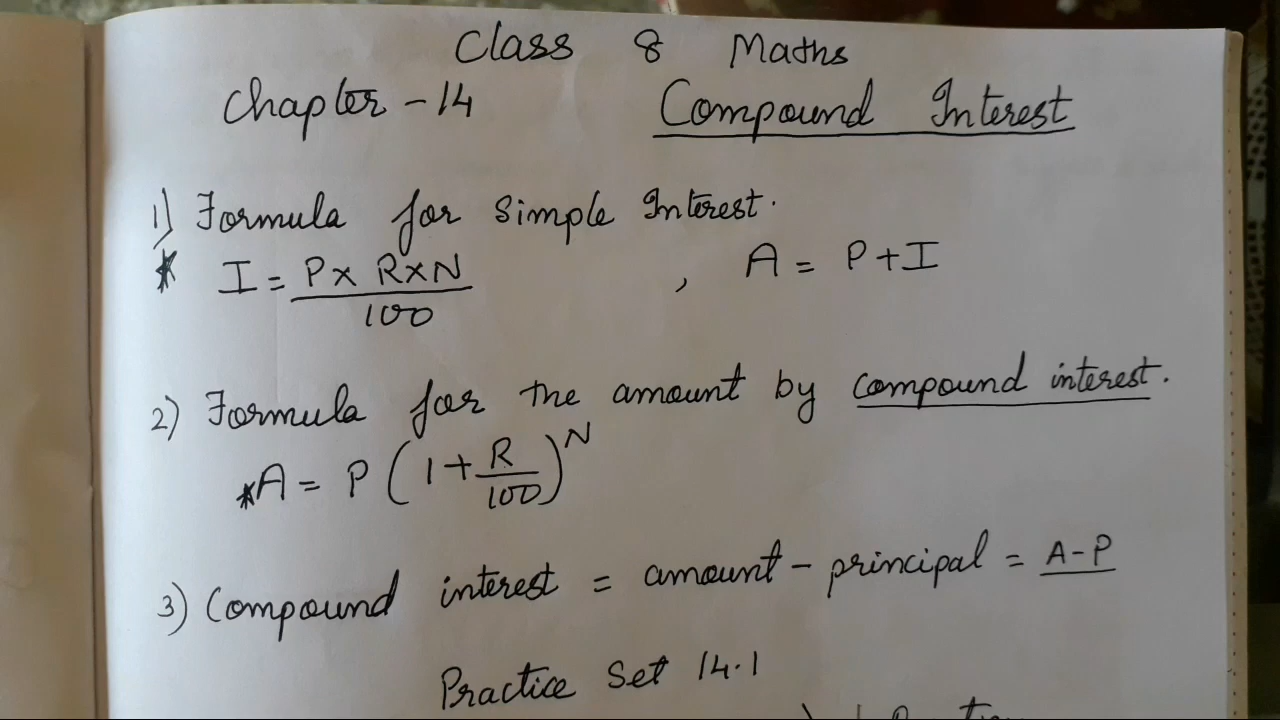 Class 8 Maths
Chapter - 14 Compound Interest
1) Formula for Simple Interest.
* I = P x R x N / 100 , A = P + I
2) Formula for the amount by compound interest.
* A = P ( 1 + R / 100 )^N
3) Compound interest = amount - principal = A - P
Practice Set 14.1